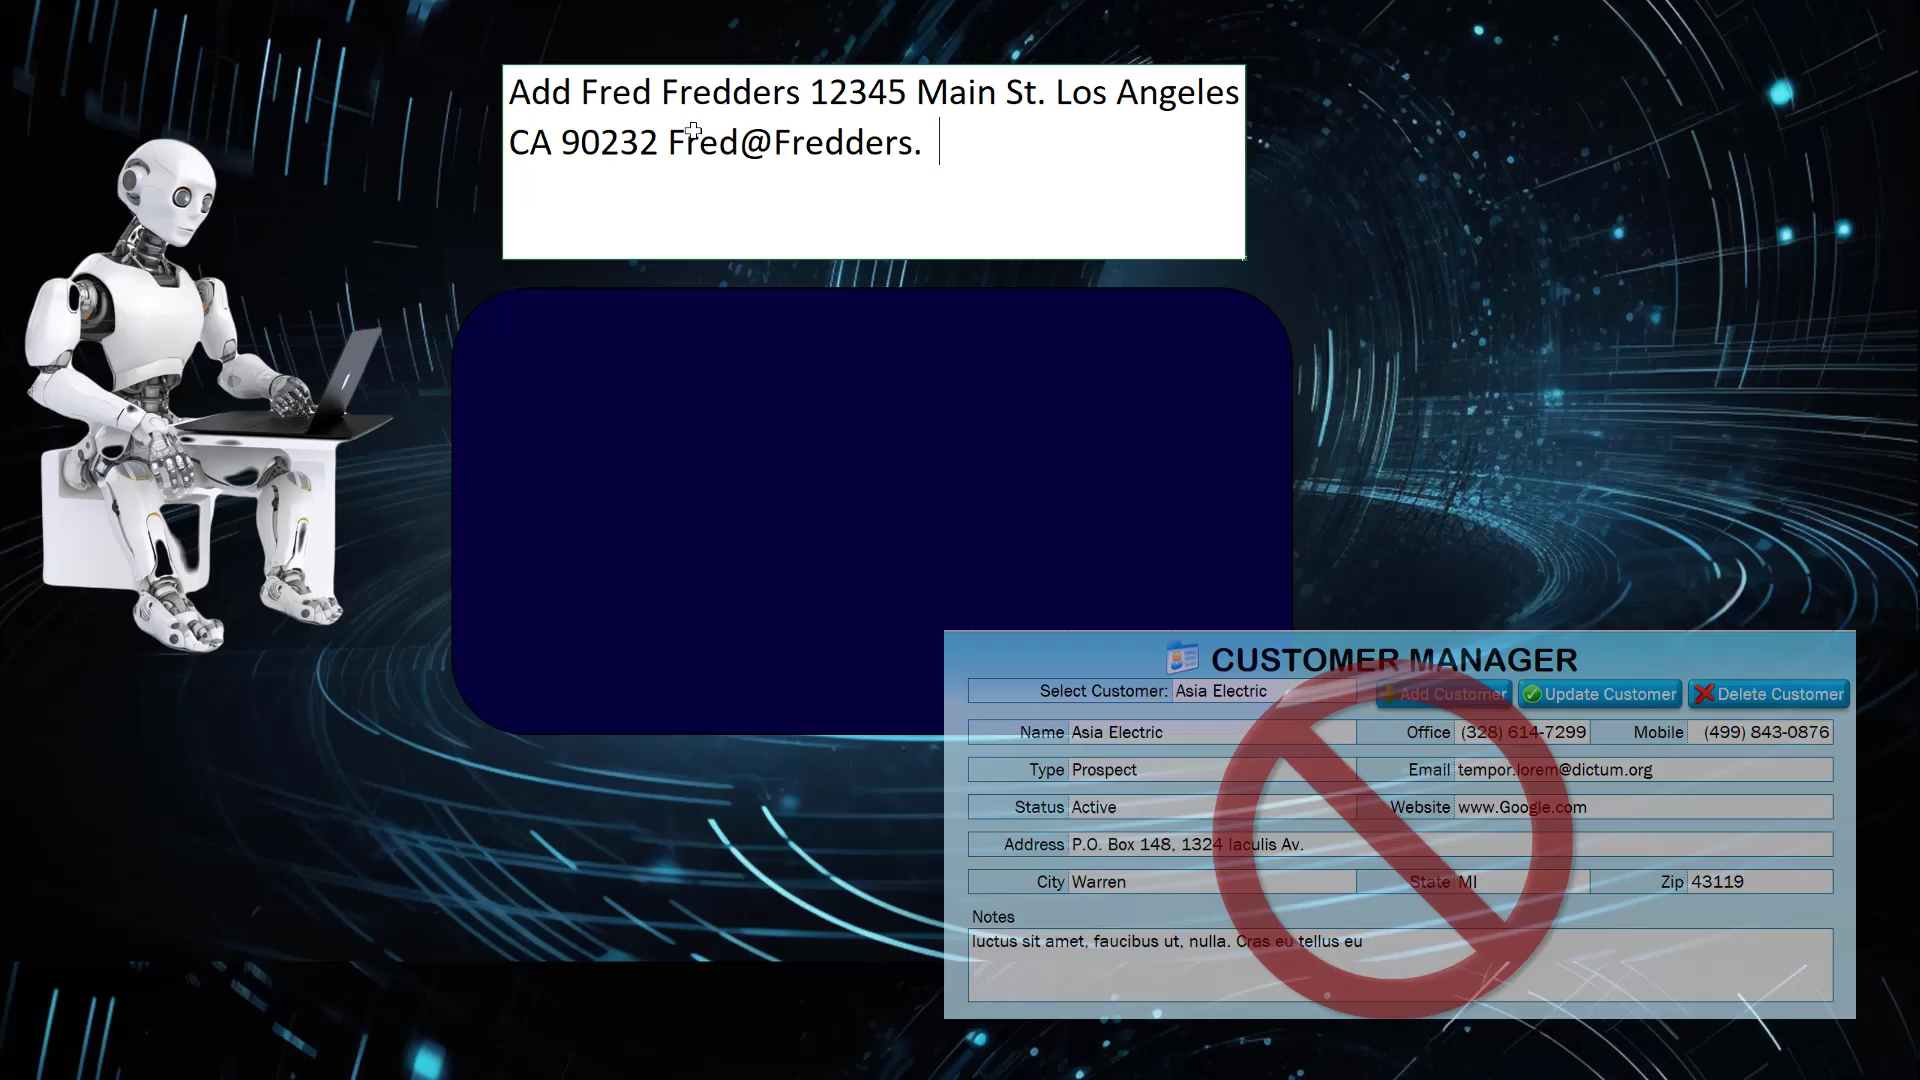 Add Fred Fredders 12345 Main St. Los Angeles
CA 90232 Fred@Fredders.
CUSTOMER MANAGER
Select Customer: Asia Electric
Add Customer
Update Customer
Delete Customer
Name Asia Electric Office (328) 614-7299 Mobile (499) 843-0876
Type Prospect Email tempor.lorem@dictum.org
Status Active Website www.Google.com
Address P.O. Box 148, 1324 Iaculis Av.
City Warren State MI Zip 43119
Notes
luctus sit amet, faucibus ut, nulla. Cras eu tellus eu